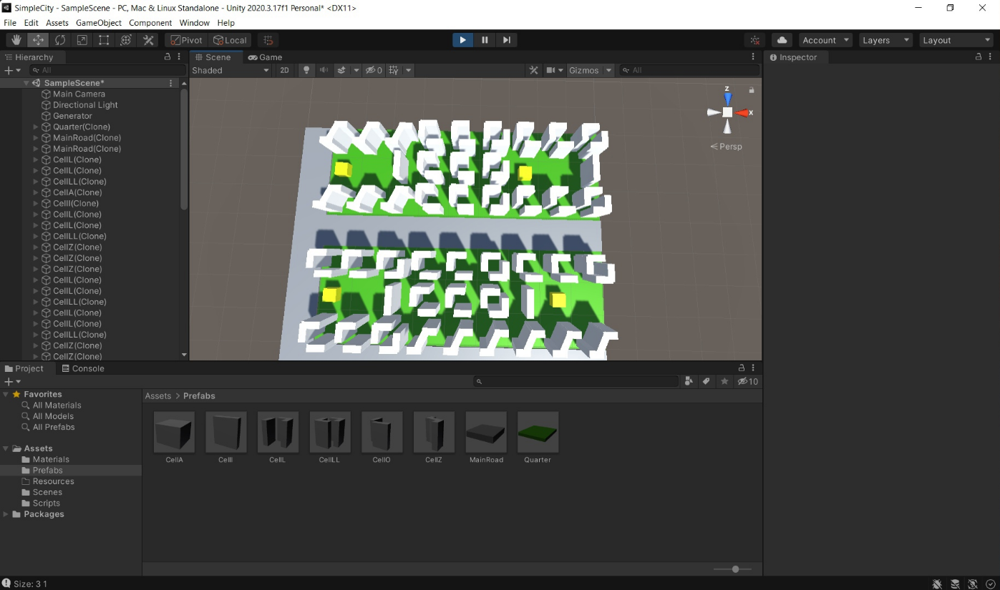 SimpleCity - SampleScene - PC, Mac & Linux Standalone - Unity 2020.3.17f1 Personal* <DX11>
File Edit Assets GameObject Component Window Help
Pivot Local Account Layers Layout
Hierarchy
All
SampleScene*
Main Camera
Directional Light
Generator
Quarter(Clone)
MainRoad(Clone)
MainRoad(Clone)
CellL(Clone)
CellL(Clone)
CellLL(Clone)
CellA(Clone)
CellI(Clone)
CellL(Clone)
CellL(Clone)
CellLL(Clone)
CellZ(Clone)
CellZ(Clone)
CellZ(Clone)
CellL(Clone)
CellL(Clone)
CellLL(Clone)
CellL(Clone)
CellL(Clone)
CellLL(Clone)
CellZ(Clone)
CellZ(Clone)
Scene Game
Shaded 2D 0 Gizmos All
z
x
Persp
Inspector
Project Console
10
Favorites
All Materials
All Models
All Prefabs
Assets
Materials
Prefabs
Resources
Scenes
Scripts
Packages
Assets > Prefabs
CellA CellI CellL CellLL CellO CellZ MainRoad Quarter
Size: 3 1